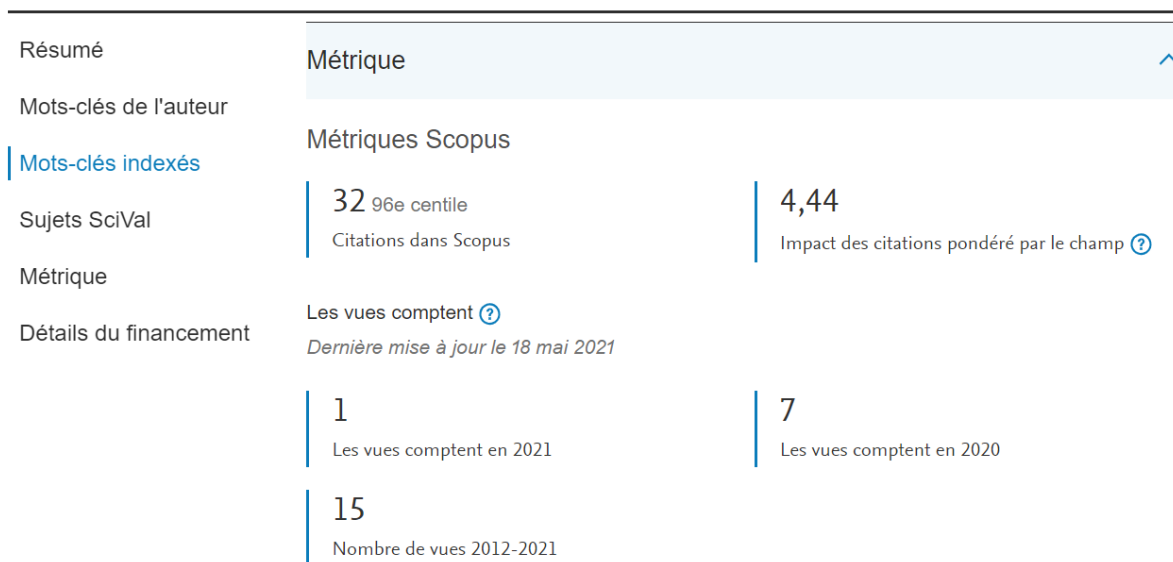 Résumé
Mots-clés de l'auteur
Mots-clés indexés
Sujets SciVal
Métrique
Détails du financement
Métrique
Métriques Scopus
32 96e centile
Citations dans Scopus
4,44
Impact des citations pondéré par le champ ?
Les vues comptent ?
Dernière mise à jour le 18 mai 2021
1
Les vues comptent en 2021
7
Les vues comptent en 2020
15
Nombre de vues 2012-2021